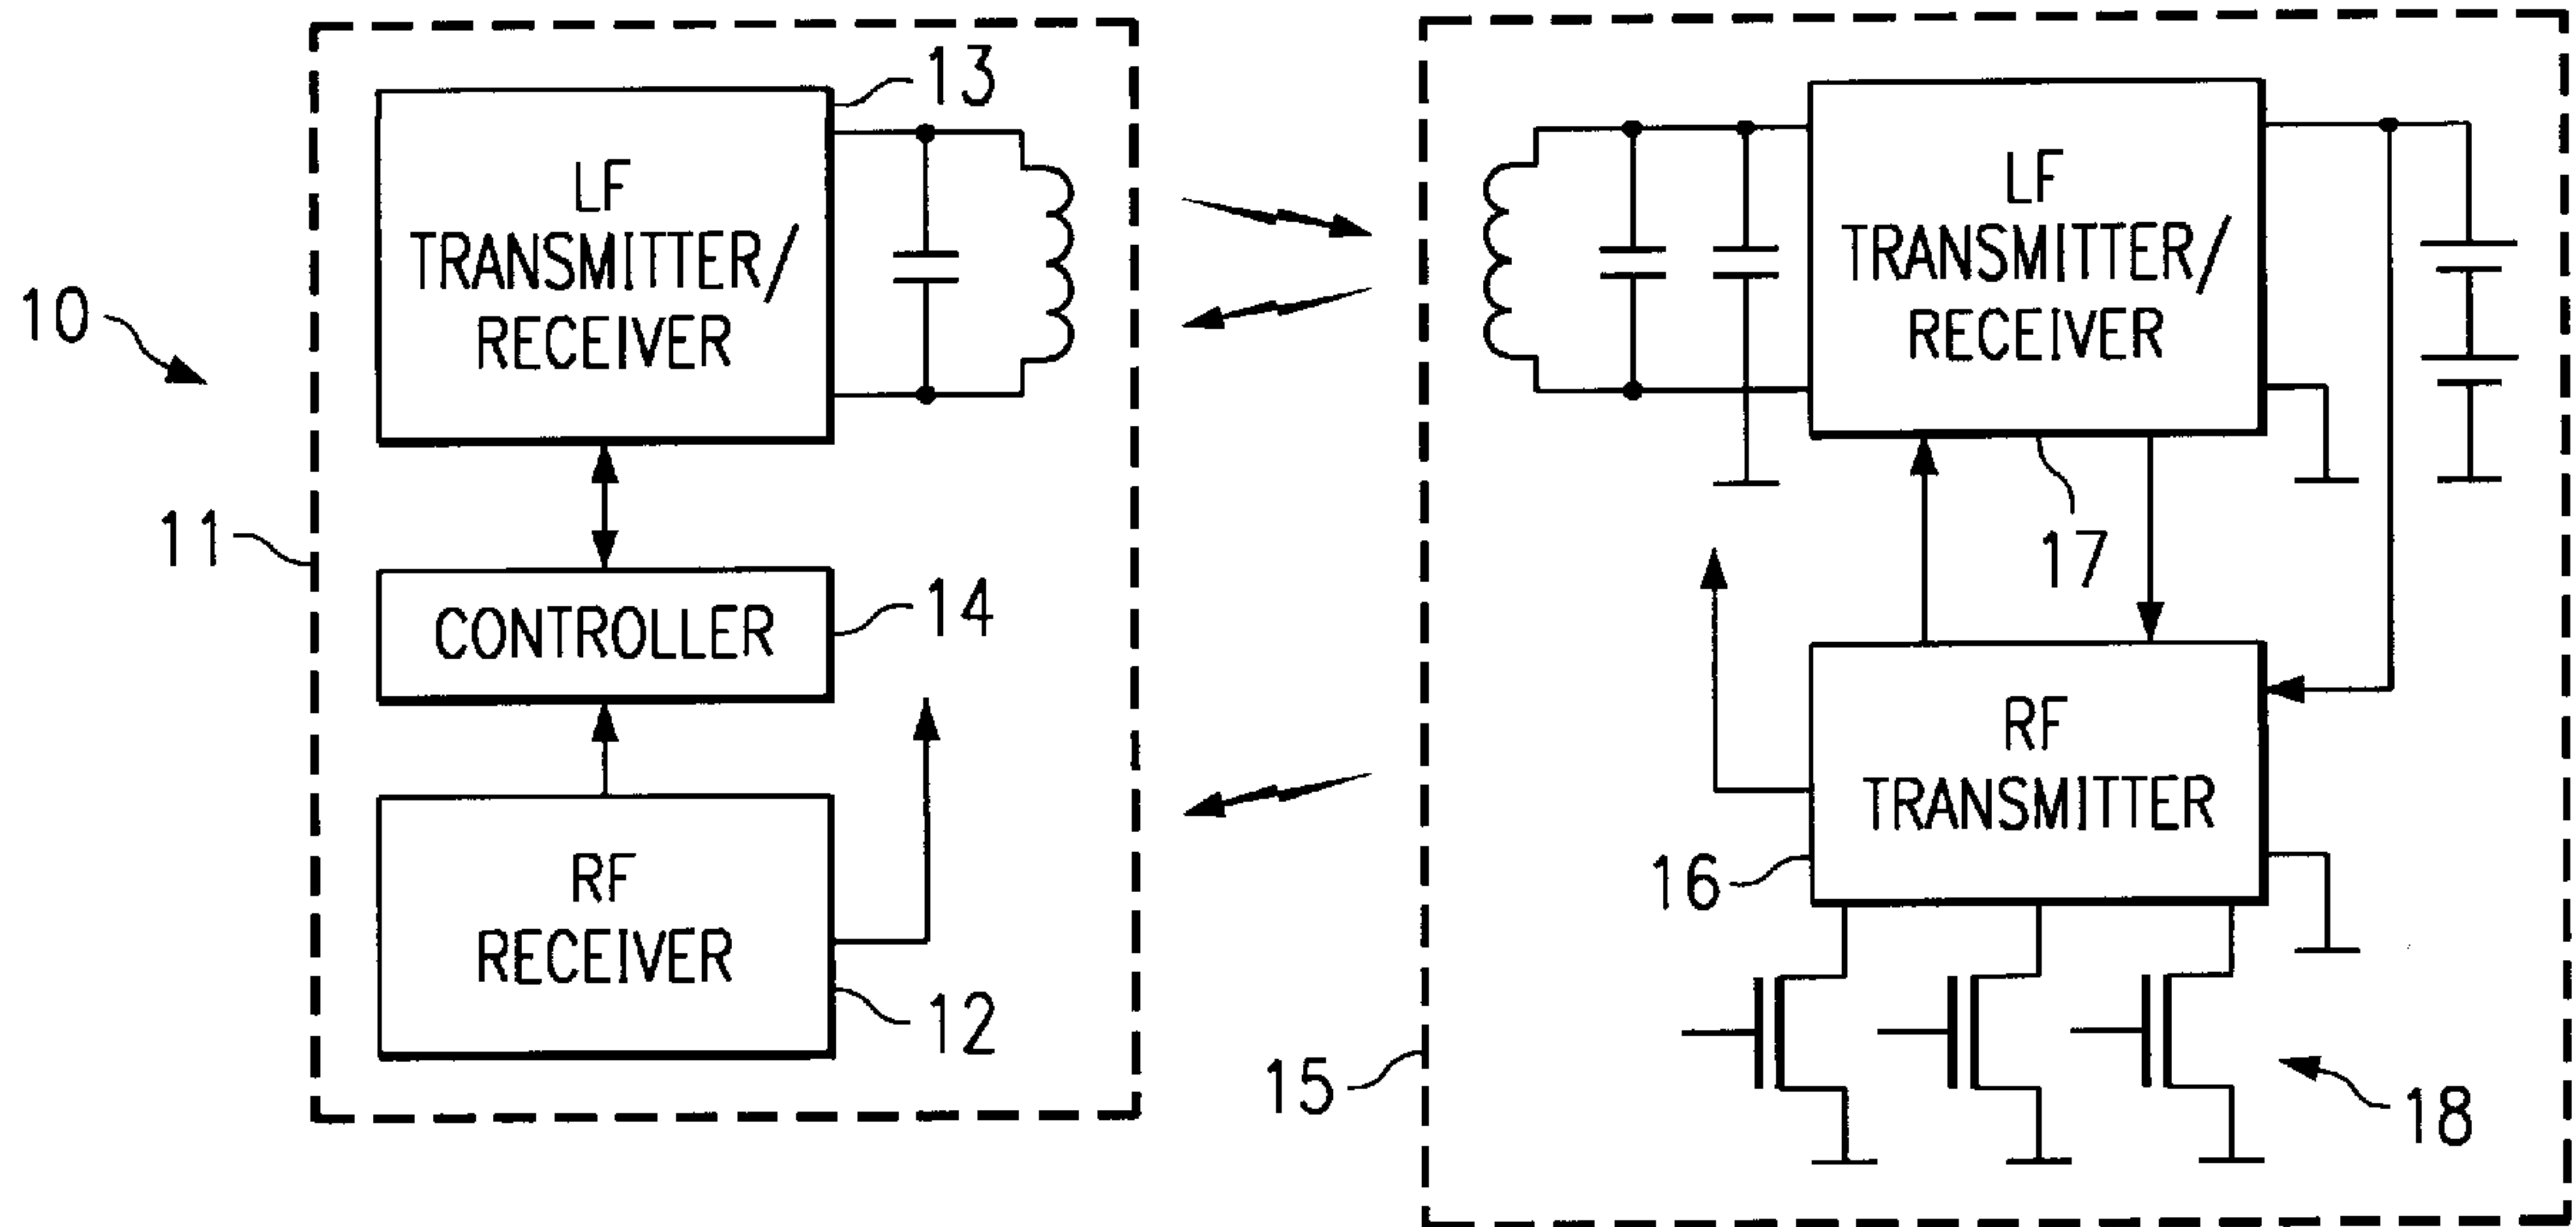 10
11
LF
TRANSMITTER/
RECEIVER
13
CONTROLLER
14
RF
RECEIVER
12
15
LF
TRANSMITTER/
RECEIVER
17
RF
TRANSMITTER
16
18